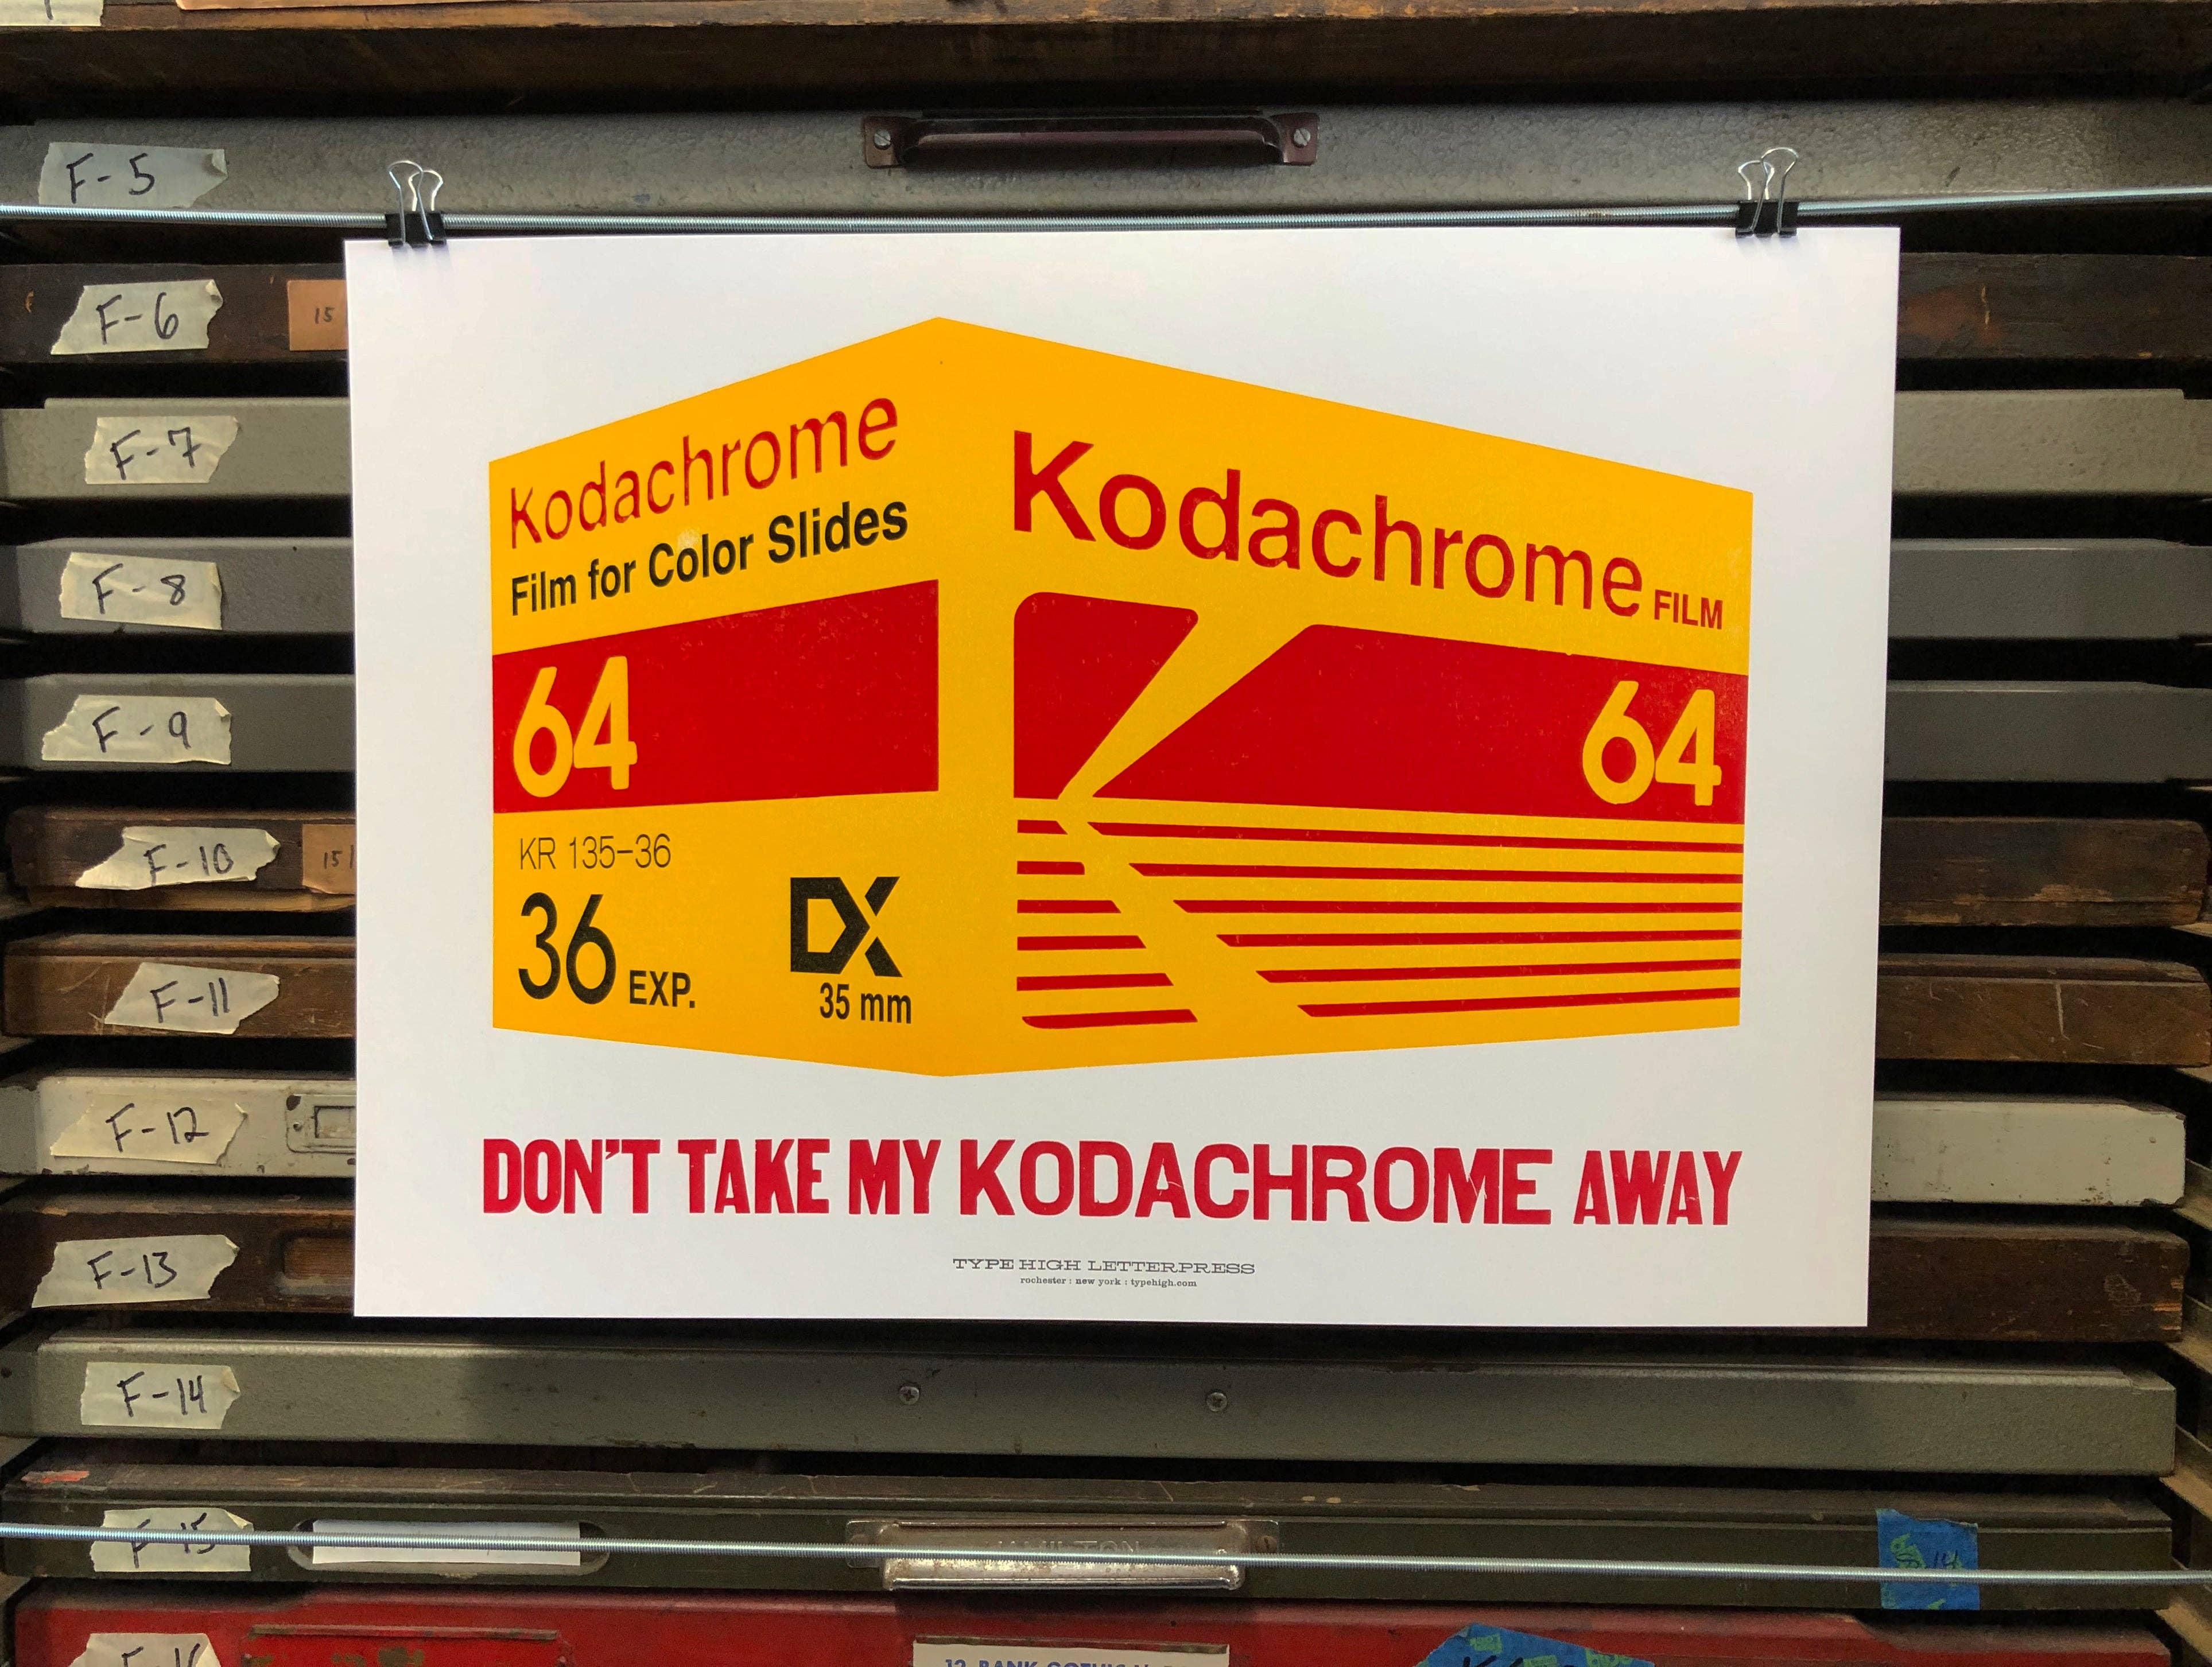 F-5
F-6
15
F-7
F-8
F-9
F-10
15
F-11
F-12
F-13
F-14
F-15
Kodachrome
Film for Color Slides
64
KR 135-36
36 EXP.
DX
35 mm
Kodachrome FILM
64
DON'T TAKE MY KODACHROME AWAY
TYPE HIGH LETTERPRESS
rochester : new york : typehigh.com
HAMILTON